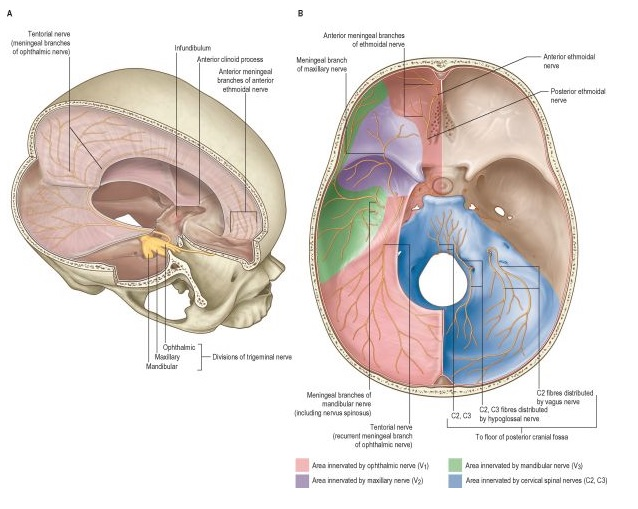 A
Tentorial nerve
(meningeal branches
of ophthalmic nerve)
Infundibulum
Anterior clinoid process
Anterior meningeal
branches of anterior
ethmoidal nerve
Ophthalmic
Maxillary
Mandibular
Divisions of trigeminal nerve
B
Anterior meningeal branches
of ethmoidal nerve
Meningeal branch
of maxillary nerve
Anterior ethmoidal
nerve
Posterior ethmoidal
nerve
Meningeal branches of
mandibular nerve
(including nervus spinosus)
Tentorial nerve
(recurrent meningeal branch
of ophthalmic nerve)
C2, C3
C2, C3 fibres distributed
by hypoglossal nerve
C2 fibres distributed
by vagus nerve
To floor of posterior cranial fossa
Area innervated by ophthalmic nerve (V1)
Area innervated by maxillary nerve (V2)
Area innervated by mandibular nerve (V3)
Area innervated by cervical spinal nerves (C2, C3)